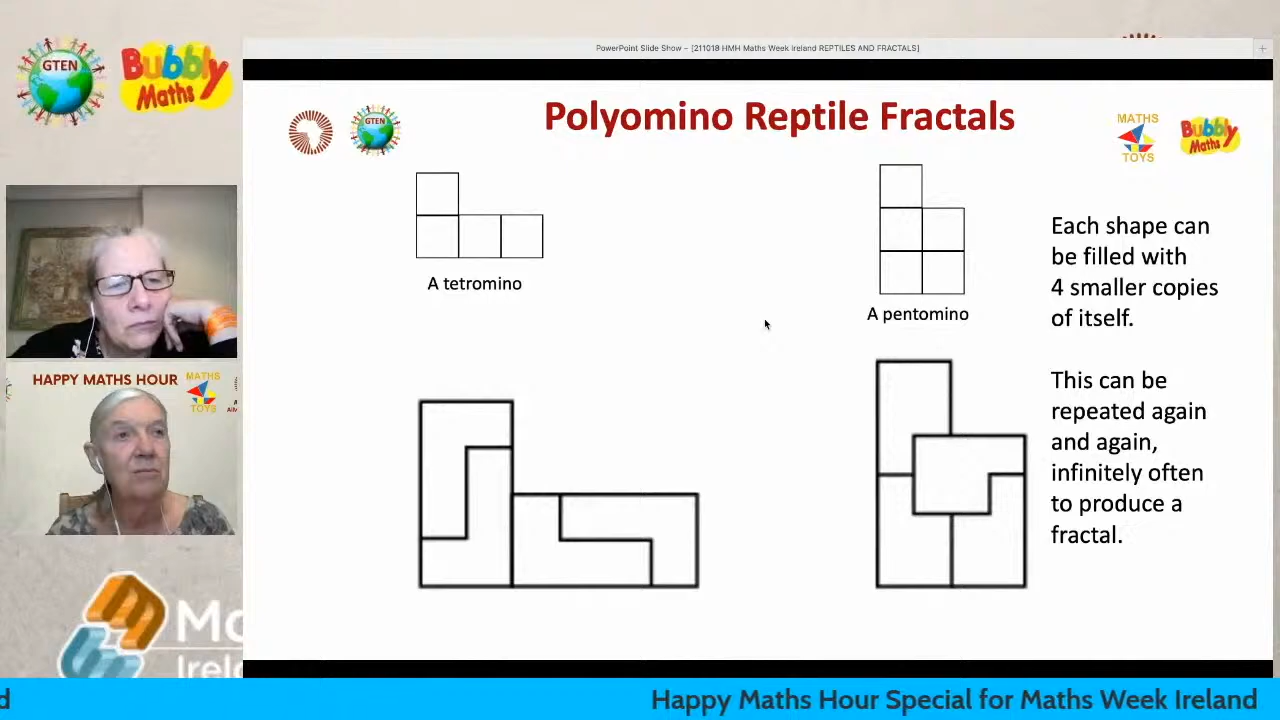 PowerPoint Slide Show - [211018 HMH Maths Week Ireland REPTILES AND FRACTALS]
GTEN
Bubbly
Maths
Polyomino Reptile Fractals
GTEN
MATHS
TOYS
Bubbly
Maths
A tetromino
A pentomino
Each shape can
be filled with
4 smaller copies
of itself.
This can be
repeated again
and again,
infinitely often
to produce a
fractal.
HAPPY MATHS HOUR
MATHS
TOYS
Ma
Irel
d
Happy Maths Hour Special for Maths Week Ireland